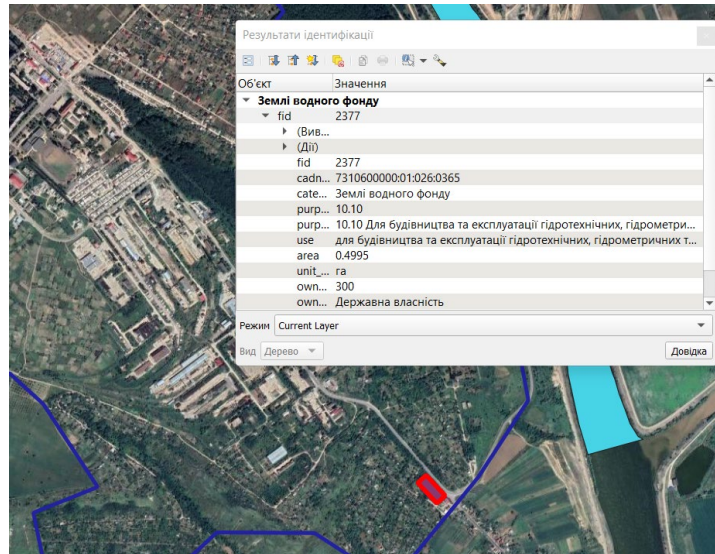 Результати ідентифікації
Об'єкт Значення
Землі водного фонду
fid 2377
(Вив...
(Дії)
fid 2377
cadn... 7310600000:01:026:0365
cate... Землі водного фонду
purp... 10.10
purp... 10.10 Для будівництва та експлуатації гідротехнічних, гідрометри...
use для будівництва та експлуатації гідротехнічних, гідрометричних т...
area 0.4995
unit_... га
own... 300
own... Державна власність
Режим Current Layer
Вид Дерево Довідка